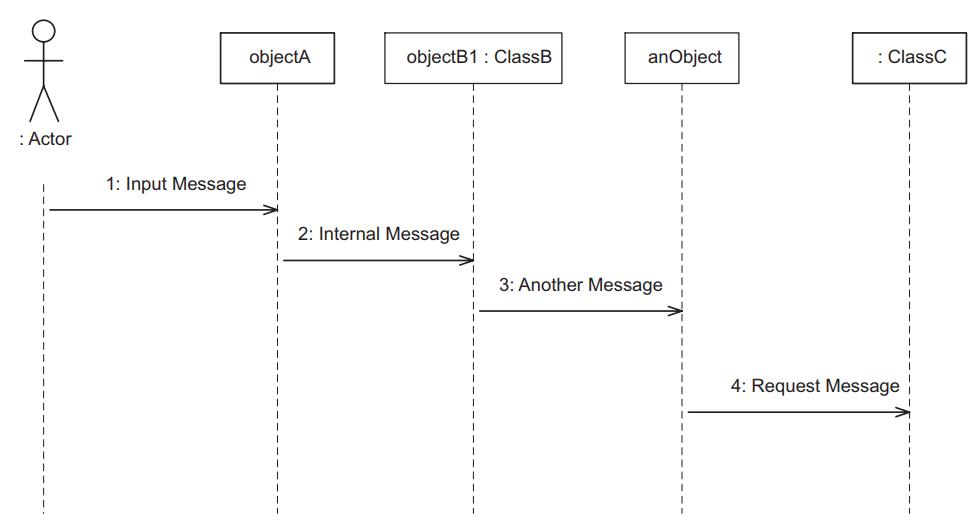 objectA
objectB1 : ClassB
anObject
: ClassC
: Actor
1: Input Message
2: Internal Message
3: Another Message
4: Request Message